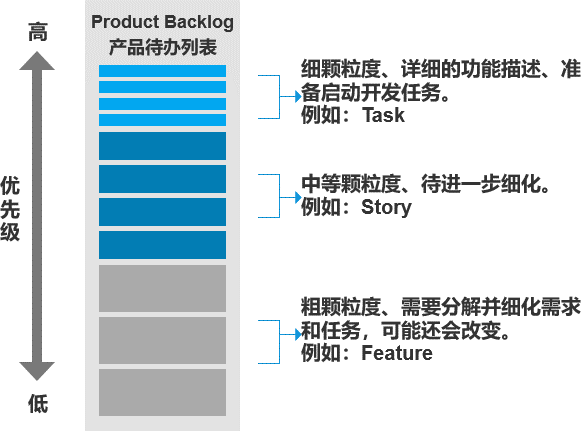 高
Product Backlog
产品待办列表
细颗粒度、详细的功能描述、准
备启动开发任务。
例如：Task
优先级
中等颗粒度、待进一步细化。
例如：Story
粗颗粒度、需要分解并细化需求
和任务，可能还会改变。
例如：Feature
低